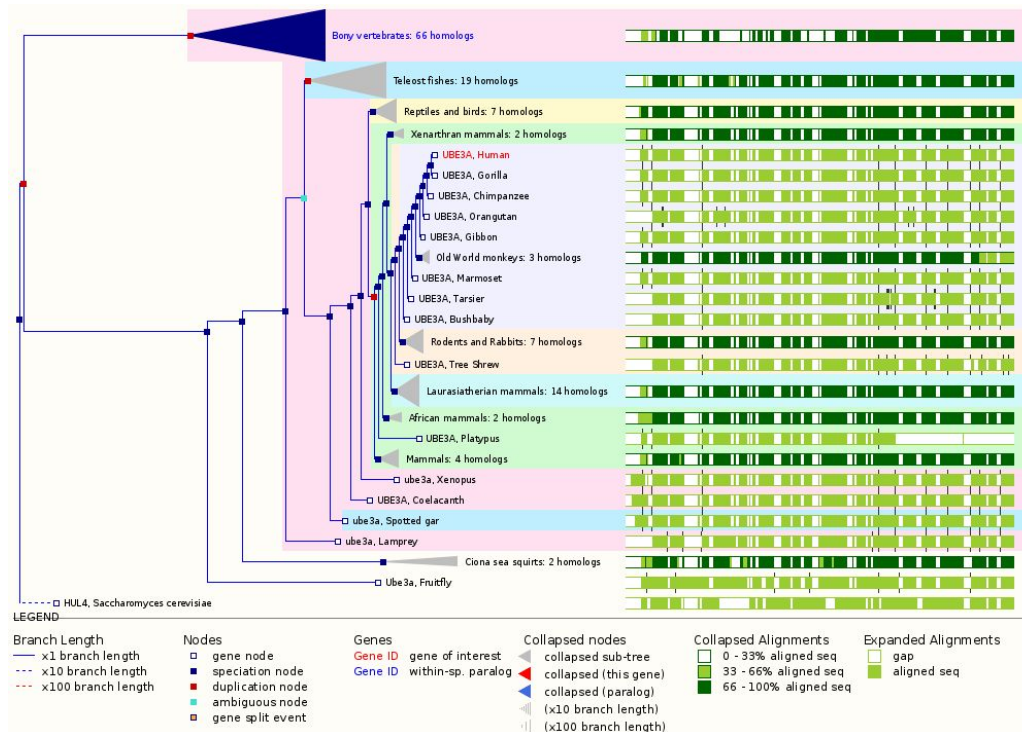 Bony vertebrates: 66 homologs
Teleost fishes: 19 homologs
Reptiles and birds: 7 homologs
Xenarthran mammals: 2 homologs
UBE3A, Human
UBE3A, Gorilla
UBE3A, Chimpanzee
UBE3A, Orangutan
UBE3A, Gibbon
Old World monkeys: 3 homologs
UBE3A, Marmoset
UBE3A, Tarsier
UBE3A, Bushbaby
Rodents and Rabbits: 7 homologs
UBE3A, Tree Shrew
Laurasiatherian mammals: 14 homologs
African mammals: 2 homologs
UBE3A, Platypus
Mammals: 4 homologs
ube3a, Xenopus
UBE3A, Coelacanth
ube3a, Spotted gar
ube3a, Lamprey
Ciona sea squirts: 2 homologs
Ube3a, Fruitfly
HUL4, Saccharomyces cerevisiae
LEGEND
Branch Length
x1 branch length
x10 branch length
x100 branch length
Nodes
gene node
speciation node
duplication node
ambiguous node
gene split event
Genes
Gene ID gene of interest
Gene ID within-sp. paralog
Collapsed nodes
collapsed sub-tree
collapsed (this gene)
collapsed (paralog)
(x10 branch length)
(x100 branch length)
Collapsed Alignments
0 - 33% aligned seq
33 - 66% aligned seq
66 - 100% aligned seq
Expanded Alignments
gap
aligned seq